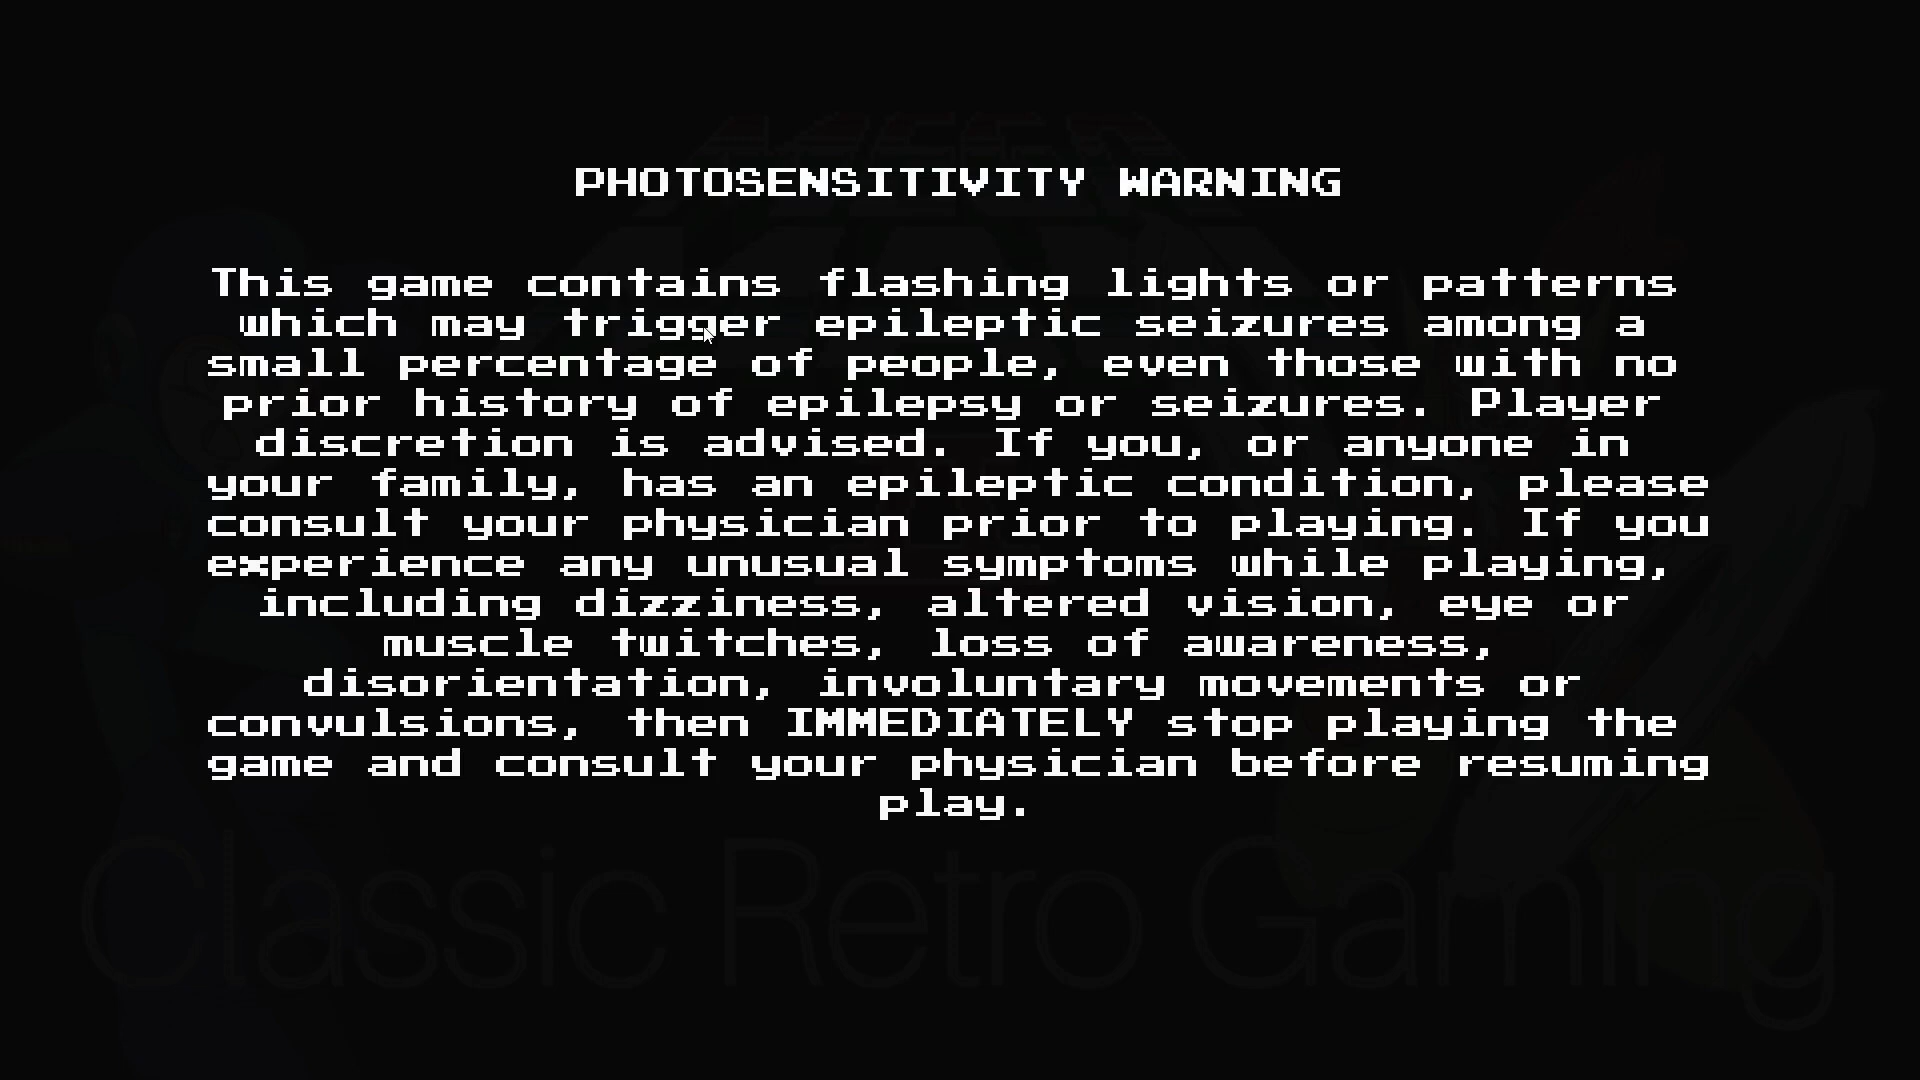 MEGA
MAN
PHOTOSENSITIVITY WARNING
This game contains flashing lights or patterns
which may trigger epileptic seizures among a
small percentage of people, even those with no
prior history of epilepsy or seizures. Player
discretion is advised. If you, or anyone in
your family, has an epileptic condition, please
consult your physician prior to playing. If you
experience any unusual symptoms while playing,
including dizziness, altered vision, eye or
muscle twitches, loss of awareness,
disorientation, involuntary movements or
convulsions, then IMMEDIATELY stop playing the
game and consult your physician before resuming
play.
Classic Retro Gaming